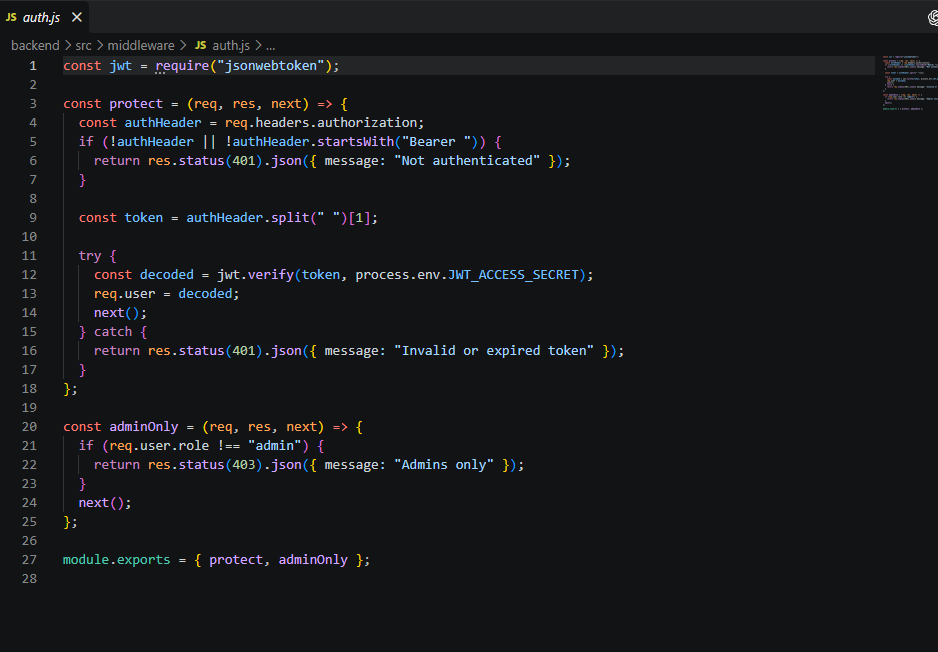 JS auth.js ×
backend > src > middleware > JS auth.js > ...
1 const jwt = require("jsonwebtoken");
2
3 const protect = (req, res, next) => {
4   const authHeader = req.headers.authorization;
5   if (!authHeader || !authHeader.startsWith("Bearer ")) {
6     return res.status(401).json({ message: "Not authenticated" });
7   }
8
9   const token = authHeader.split(" ")[1];
10
11   try {
12     const decoded = jwt.verify(token, process.env.JWT_ACCESS_SECRET);
13     req.user = decoded;
14     next();
15   } catch {
16     return res.status(401).json({ message: "Invalid or expired token" });
17   }
18 };
19
20 const adminOnly = (req, res, next) => {
21   if (req.user.role !== "admin") {
22     return res.status(403).json({ message: "Admins only" });
23   }
24   next();
25 };
26
27 module.exports = { protect, adminOnly };
28